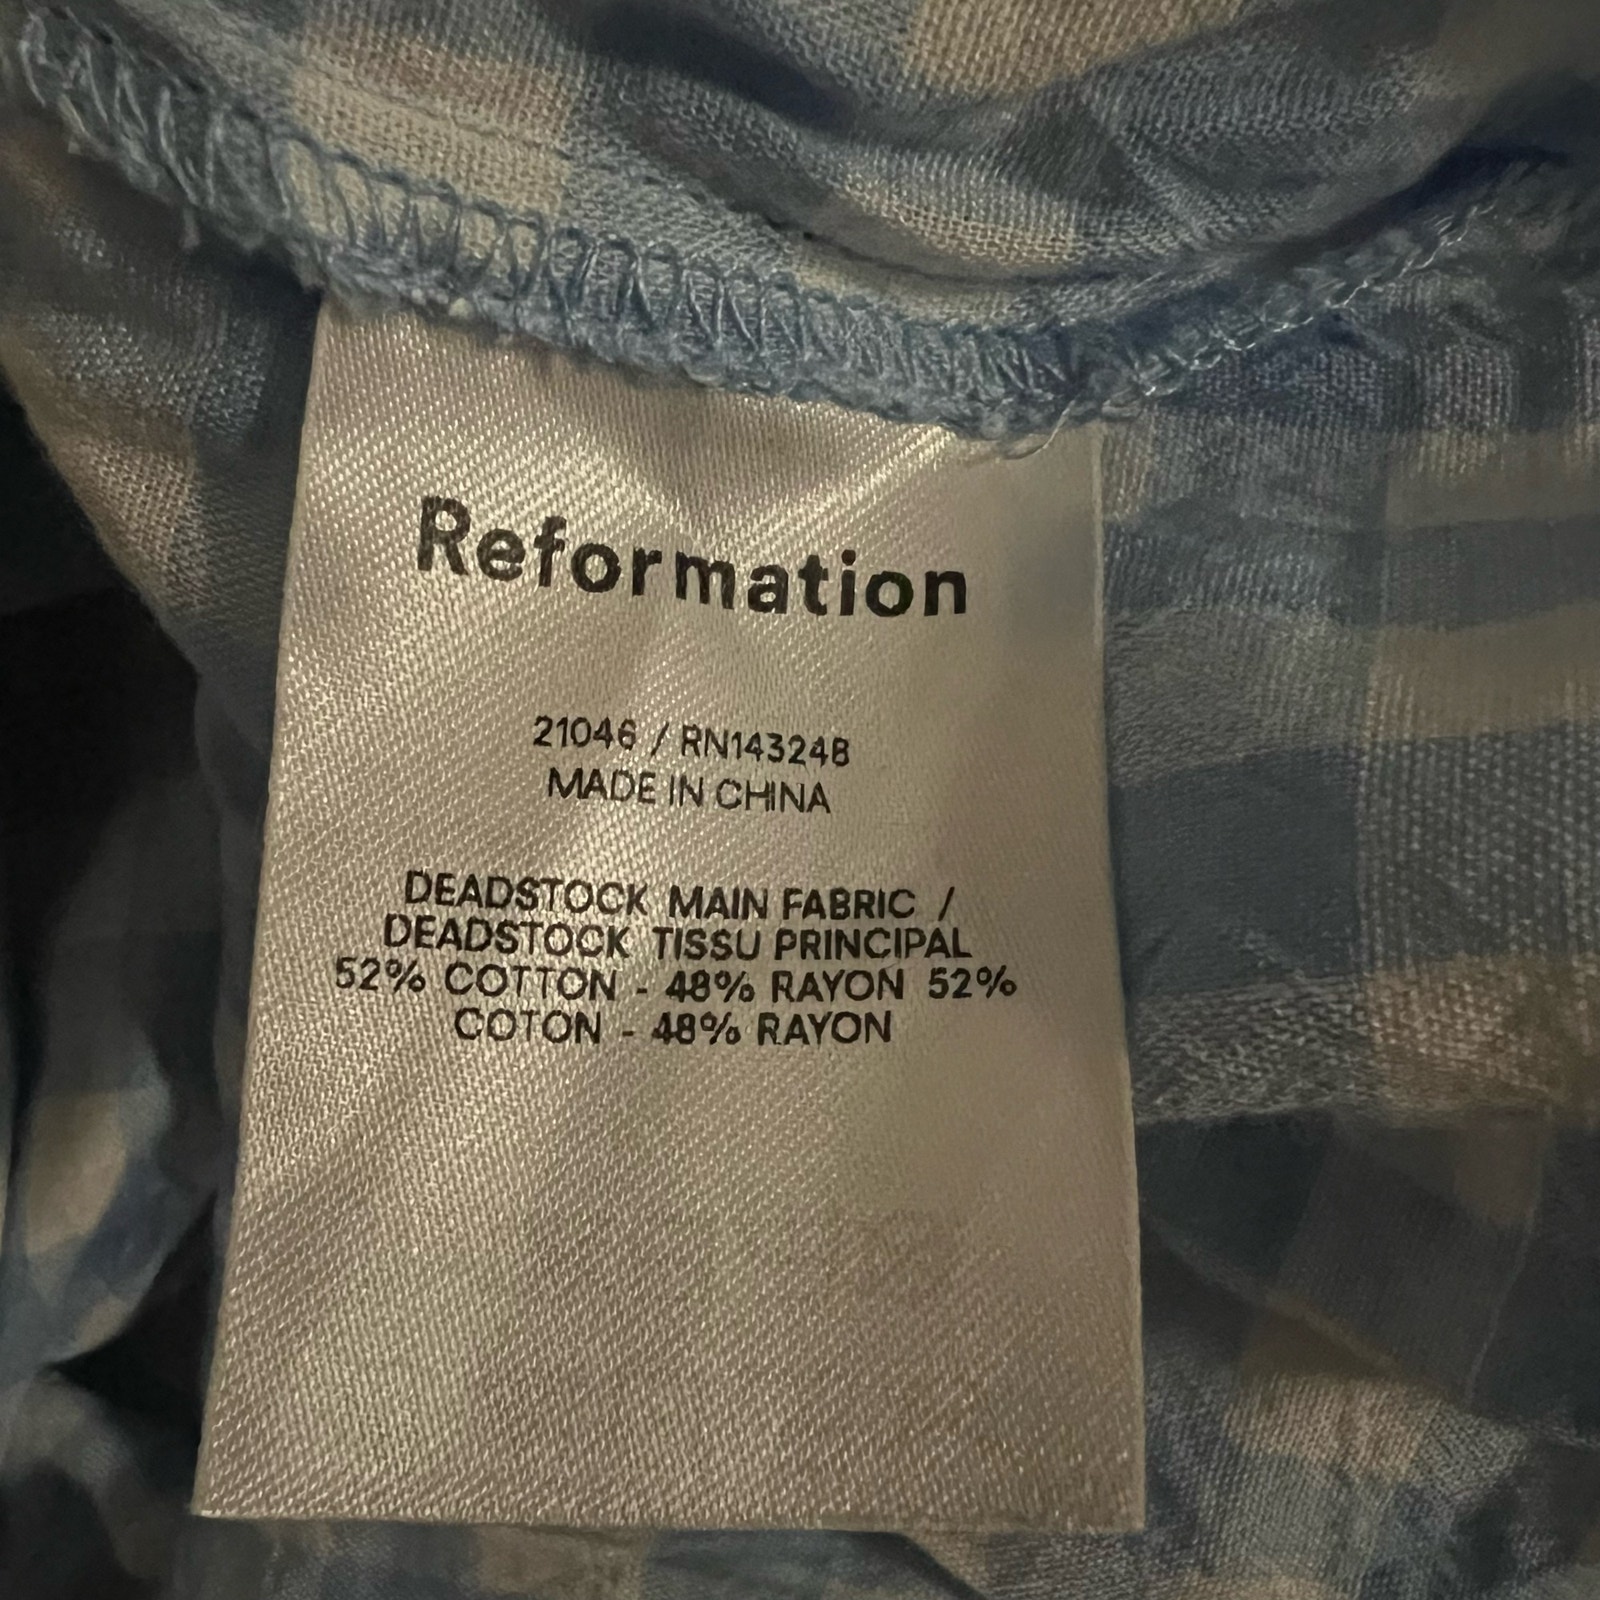 Reformation
21046 / RN143248
MADE IN CHINA
DEADSTOCK MAIN FABRIC /
DEADSTOCK TISSU PRINCIPAL
52% COTTON - 48% RAYON 52%
COTON - 48% RAYON